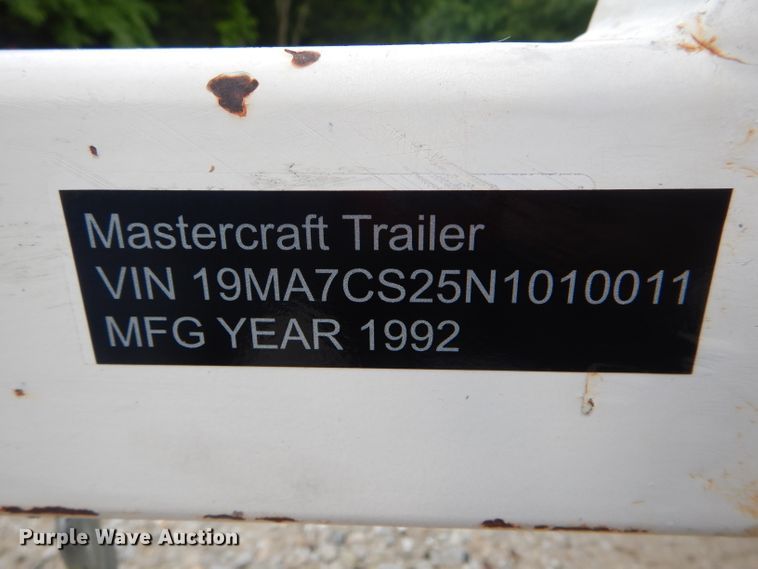 Mastercraft Trailer
VIN 19MA7CS25N1010011
MFG YEAR 1992
Purple Wave Auction